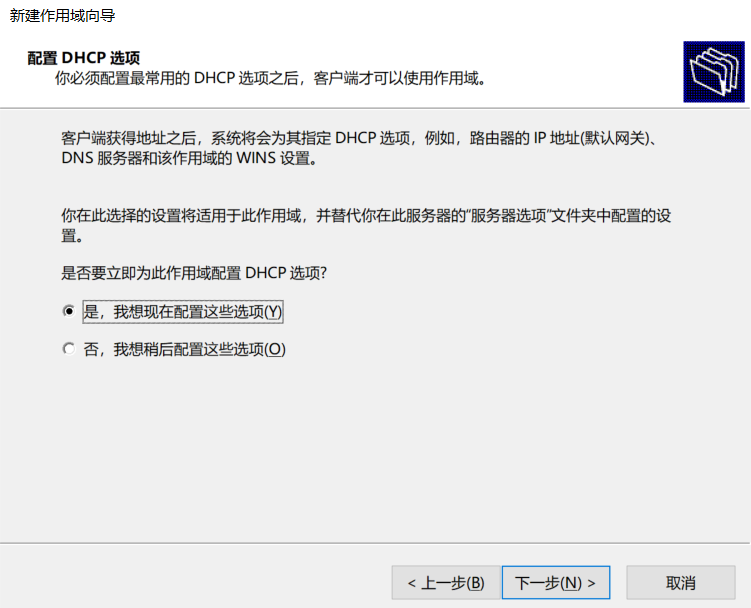 新建作用域向导
配置 DHCP 选项
你必须配置最常用的 DHCP 选项之后，客户端才可以使用作用域。
客户端获得地址之后，系统将会为其指定 DHCP 选项，例如，路由器的 IP 地址(默认网关)、
DNS 服务器和该作用域的 WINS 设置。
你在此选择的设置将适用于此作用域，并替代你在此服务器的“服务器选项”文件夹中配置的设
置。
是否要立即为此作用域配置 DHCP 选项?
是，我想现在配置这些选项(Y)
否，我想稍后配置这些选项(O)
< 上一步(B) 下一步(N) > 取消